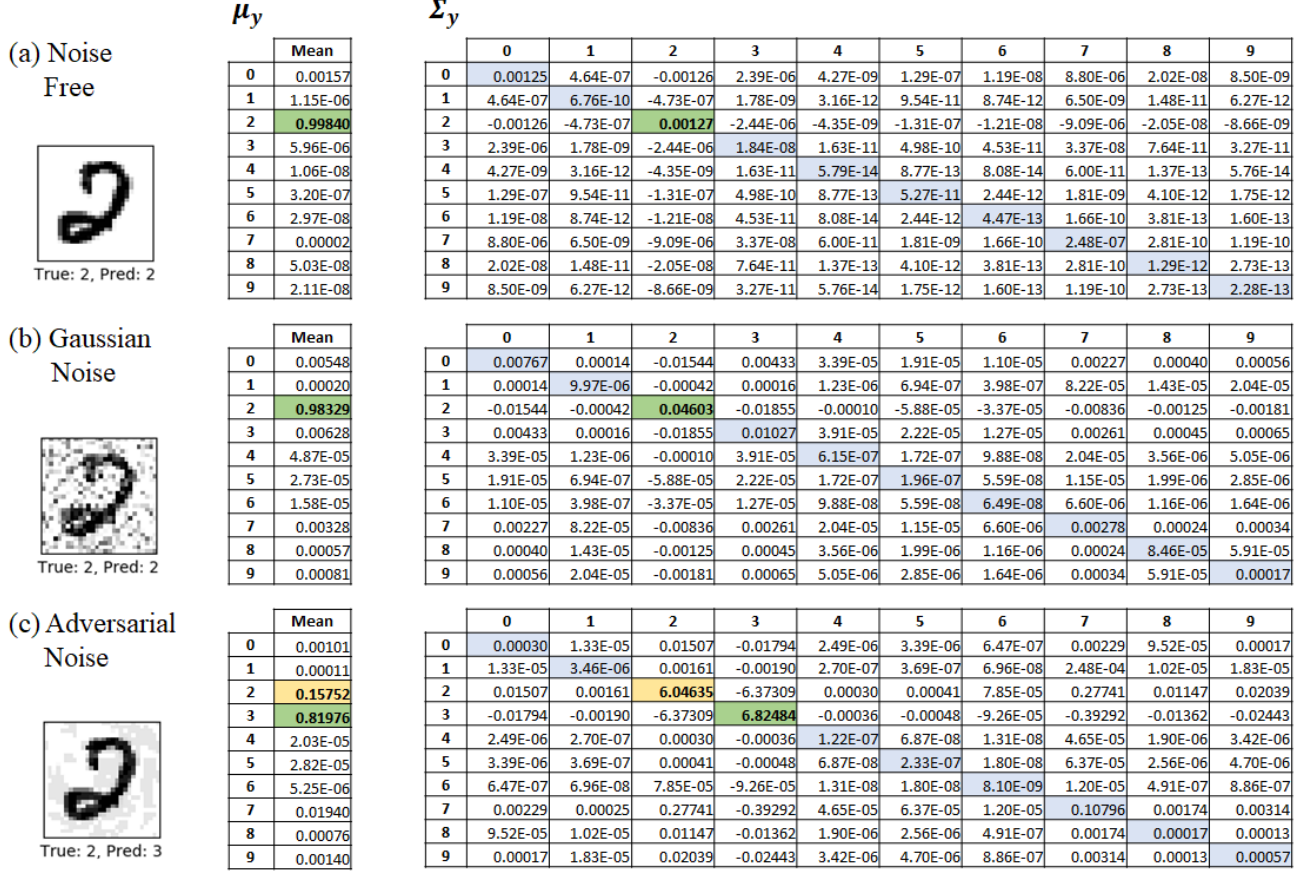 μy Σy
(a) Noise Free
Mean 0 1 2 3 4 5 6 7 8 9
0 0.00157 0 0.00125 4.64E-07 -0.00126 2.39E-06 4.27E-09 1.29E-07 1.19E-08 8.80E-06 2.02E-08 8.50E-09
1 1.15E-06 1 4.64E-07 6.76E-10 -4.73E-07 1.78E-09 3.16E-12 9.54E-11 8.74E-12 6.50E-09 1.48E-11 6.27E-12
2 0.99840 2 -0.00126 -4.73E-07 0.00127 -2.44E-06 -4.35E-09 -1.31E-07 -1.21E-08 -9.09E-06 -2.05E-08 -8.66E-09
3 5.96E-06 3 2.39E-06 1.78E-09 -2.44E-06 1.84E-08 1.63E-11 4.98E-10 4.53E-11 3.37E-08 7.64E-11 3.27E-11
4 1.06E-08 4 4.27E-09 3.16E-12 -4.35E-09 1.63E-11 5.79E-14 8.77E-13 8.08E-14 6.00E-11 1.37E-13 5.76E-14
5 3.20E-07 5 1.29E-07 9.54E-11 -1.31E-07 4.98E-10 8.77E-13 5.27E-11 2.44E-12 1.81E-09 4.10E-12 1.75E-12
6 2.97E-08 6 1.19E-08 8.74E-12 -1.21E-08 4.53E-11 8.08E-14 2.44E-12 4.47E-13 1.66E-10 3.81E-13 1.60E-13
7 0.00002 7 8.80E-06 6.50E-09 -9.09E-06 3.37E-08 6.00E-11 1.81E-09 1.66E-10 2.48E-07 2.81E-10 1.19E-10
8 5.03E-08 8 2.02E-08 1.48E-11 -2.05E-08 7.64E-11 1.37E-13 4.10E-12 3.81E-13 2.81E-10 1.29E-12 2.73E-13
9 2.11E-08 9 8.50E-09 6.27E-12 -8.66E-09 3.27E-11 5.76E-14 1.75E-12 1.60E-13 1.19E-10 2.73E-13 2.28E-13
2
True: 2, Pred: 2
(b) Gaussian Noise
Mean 0 1 2 3 4 5 6 7 8 9
0 0.00548 0 0.00767 0.00014 -0.01544 0.00433 3.39E-05 1.91E-05 1.10E-05 0.00227 0.00040 0.00056
1 0.00020 1 0.00014 9.97E-06 -0.00042 0.00016 1.23E-06 6.94E-07 3.98E-07 8.22E-05 1.43E-05 2.04E-05
2 0.98329 2 -0.01544 -0.00042 0.04603 -0.01855 -0.00010 -5.88E-05 -3.37E-05 -0.00836 -0.00125 -0.00181
3 0.00628 3 0.00433 0.00016 -0.01855 0.01027 3.91E-05 2.22E-05 1.27E-05 0.00261 0.00045 0.00065
4 4.87E-05 4 3.39E-05 1.23E-06 -0.00010 3.91E-05 6.15E-07 1.72E-07 9.88E-08 2.04E-05 3.56E-06 5.05E-06
5 2.73E-05 5 1.91E-05 6.94E-07 -5.88E-05 2.22E-05 1.72E-07 1.96E-07 5.59E-08 1.15E-05 1.99E-06 2.85E-06
6 1.58E-05 6 1.10E-05 3.98E-07 -3.37E-05 1.27E-05 9.88E-08 5.59E-08 6.49E-08 6.60E-06 1.16E-06 1.64E-06
7 0.00328 7 0.00227 8.22E-05 -0.00836 0.00261 2.04E-05 1.15E-05 6.60E-06 0.00278 0.00024 0.00034
8 0.00057 8 0.00040 1.43E-05 -0.00125 0.00045 3.56E-06 1.99E-06 1.16E-06 0.00024 8.46E-05 5.91E-05
9 0.00081 9 0.00056 2.04E-05 -0.00181 0.00065 5.05E-06 2.85E-06 1.64E-06 0.00034 5.91E-05 0.00017
2
True: 2, Pred: 2
(c) Adversarial Noise
Mean 0 1 2 3 4 5 6 7 8 9
0 0.00101 0 0.00030 1.33E-05 0.01507 -0.01794 2.49E-06 3.39E-06 6.47E-07 0.00229 9.52E-05 0.00017
1 0.00011 1 1.33E-05 3.46E-06 0.00161 -0.00190 2.70E-07 3.69E-07 6.96E-08 2.48E-04 1.02E-05 1.83E-05
2 0.15752 2 0.01507 0.00161 6.04635 -6.37309 0.00030 0.00041 7.85E-05 0.27741 0.01147 0.02039
3 0.81976 3 -0.01794 -0.00190 -6.37309 6.82484 -0.00036 -0.00048 -9.26E-05 -0.39292 -0.01362 -0.02443
4 2.03E-05 4 2.49E-06 2.70E-07 0.00030 -0.00036 1.22E-07 6.87E-08 1.31E-08 4.65E-05 1.90E-06 3.42E-06
5 2.82E-05 5 3.39E-06 3.69E-07 0.00041 -0.00048 6.87E-08 2.33E-07 1.80E-08 6.37E-05 2.56E-06 4.70E-06
6 5.25E-06 6 6.47E-07 6.96E-08 7.85E-05 -9.26E-05 1.31E-08 1.80E-08 8.10E-09 1.20E-05 4.91E-07 8.86E-07
7 0.01940 7 0.00229 0.00025 0.27741 -0.39292 4.65E-05 6.37E-05 1.20E-05 0.10796 0.00174 0.00314
8 0.00076 8 9.52E-05 1.02E-05 0.01147 -0.01362 1.90E-06 2.56E-06 4.91E-07 0.00174 0.00017 0.00013
9 0.00140 9 0.00017 1.83E-05 0.02039 -0.02443 3.42E-06 4.70E-06 8.86E-07 0.00314 0.00013 0.00057
2
True: 2, Pred: 3